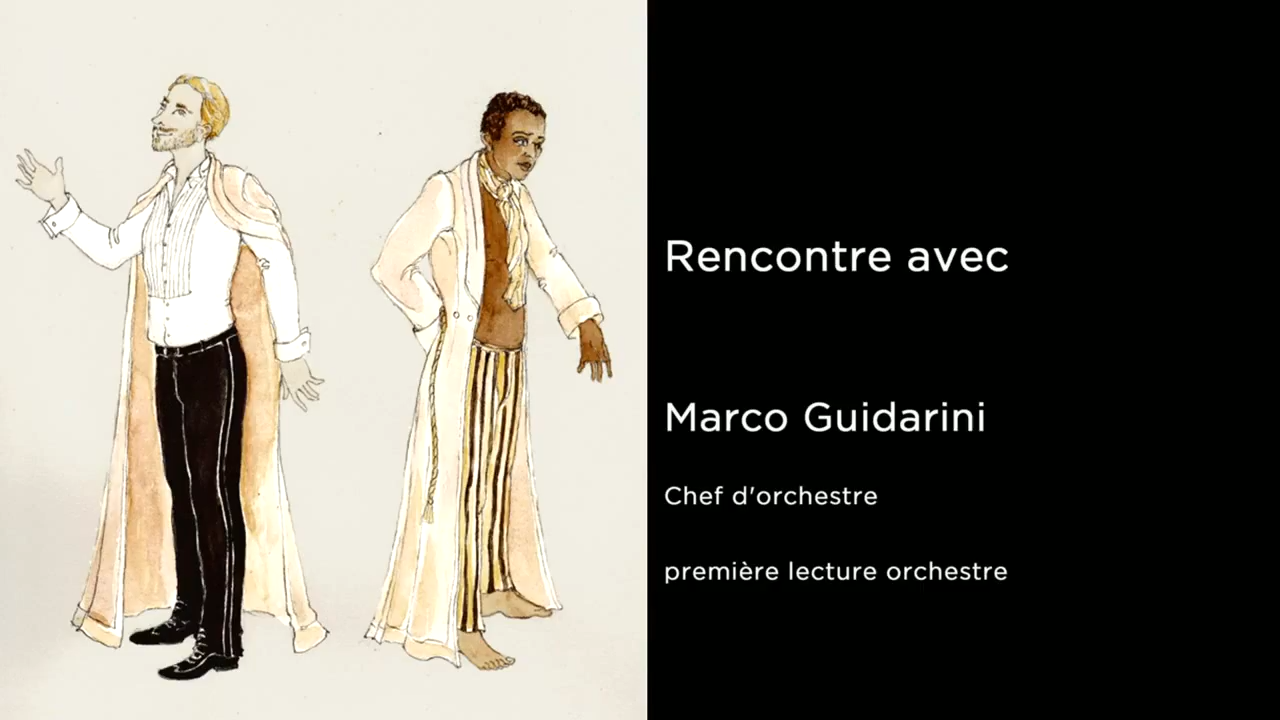 Rencontre avec
Marco Guidarini
Chef d'orchestre
première lecture orchestre